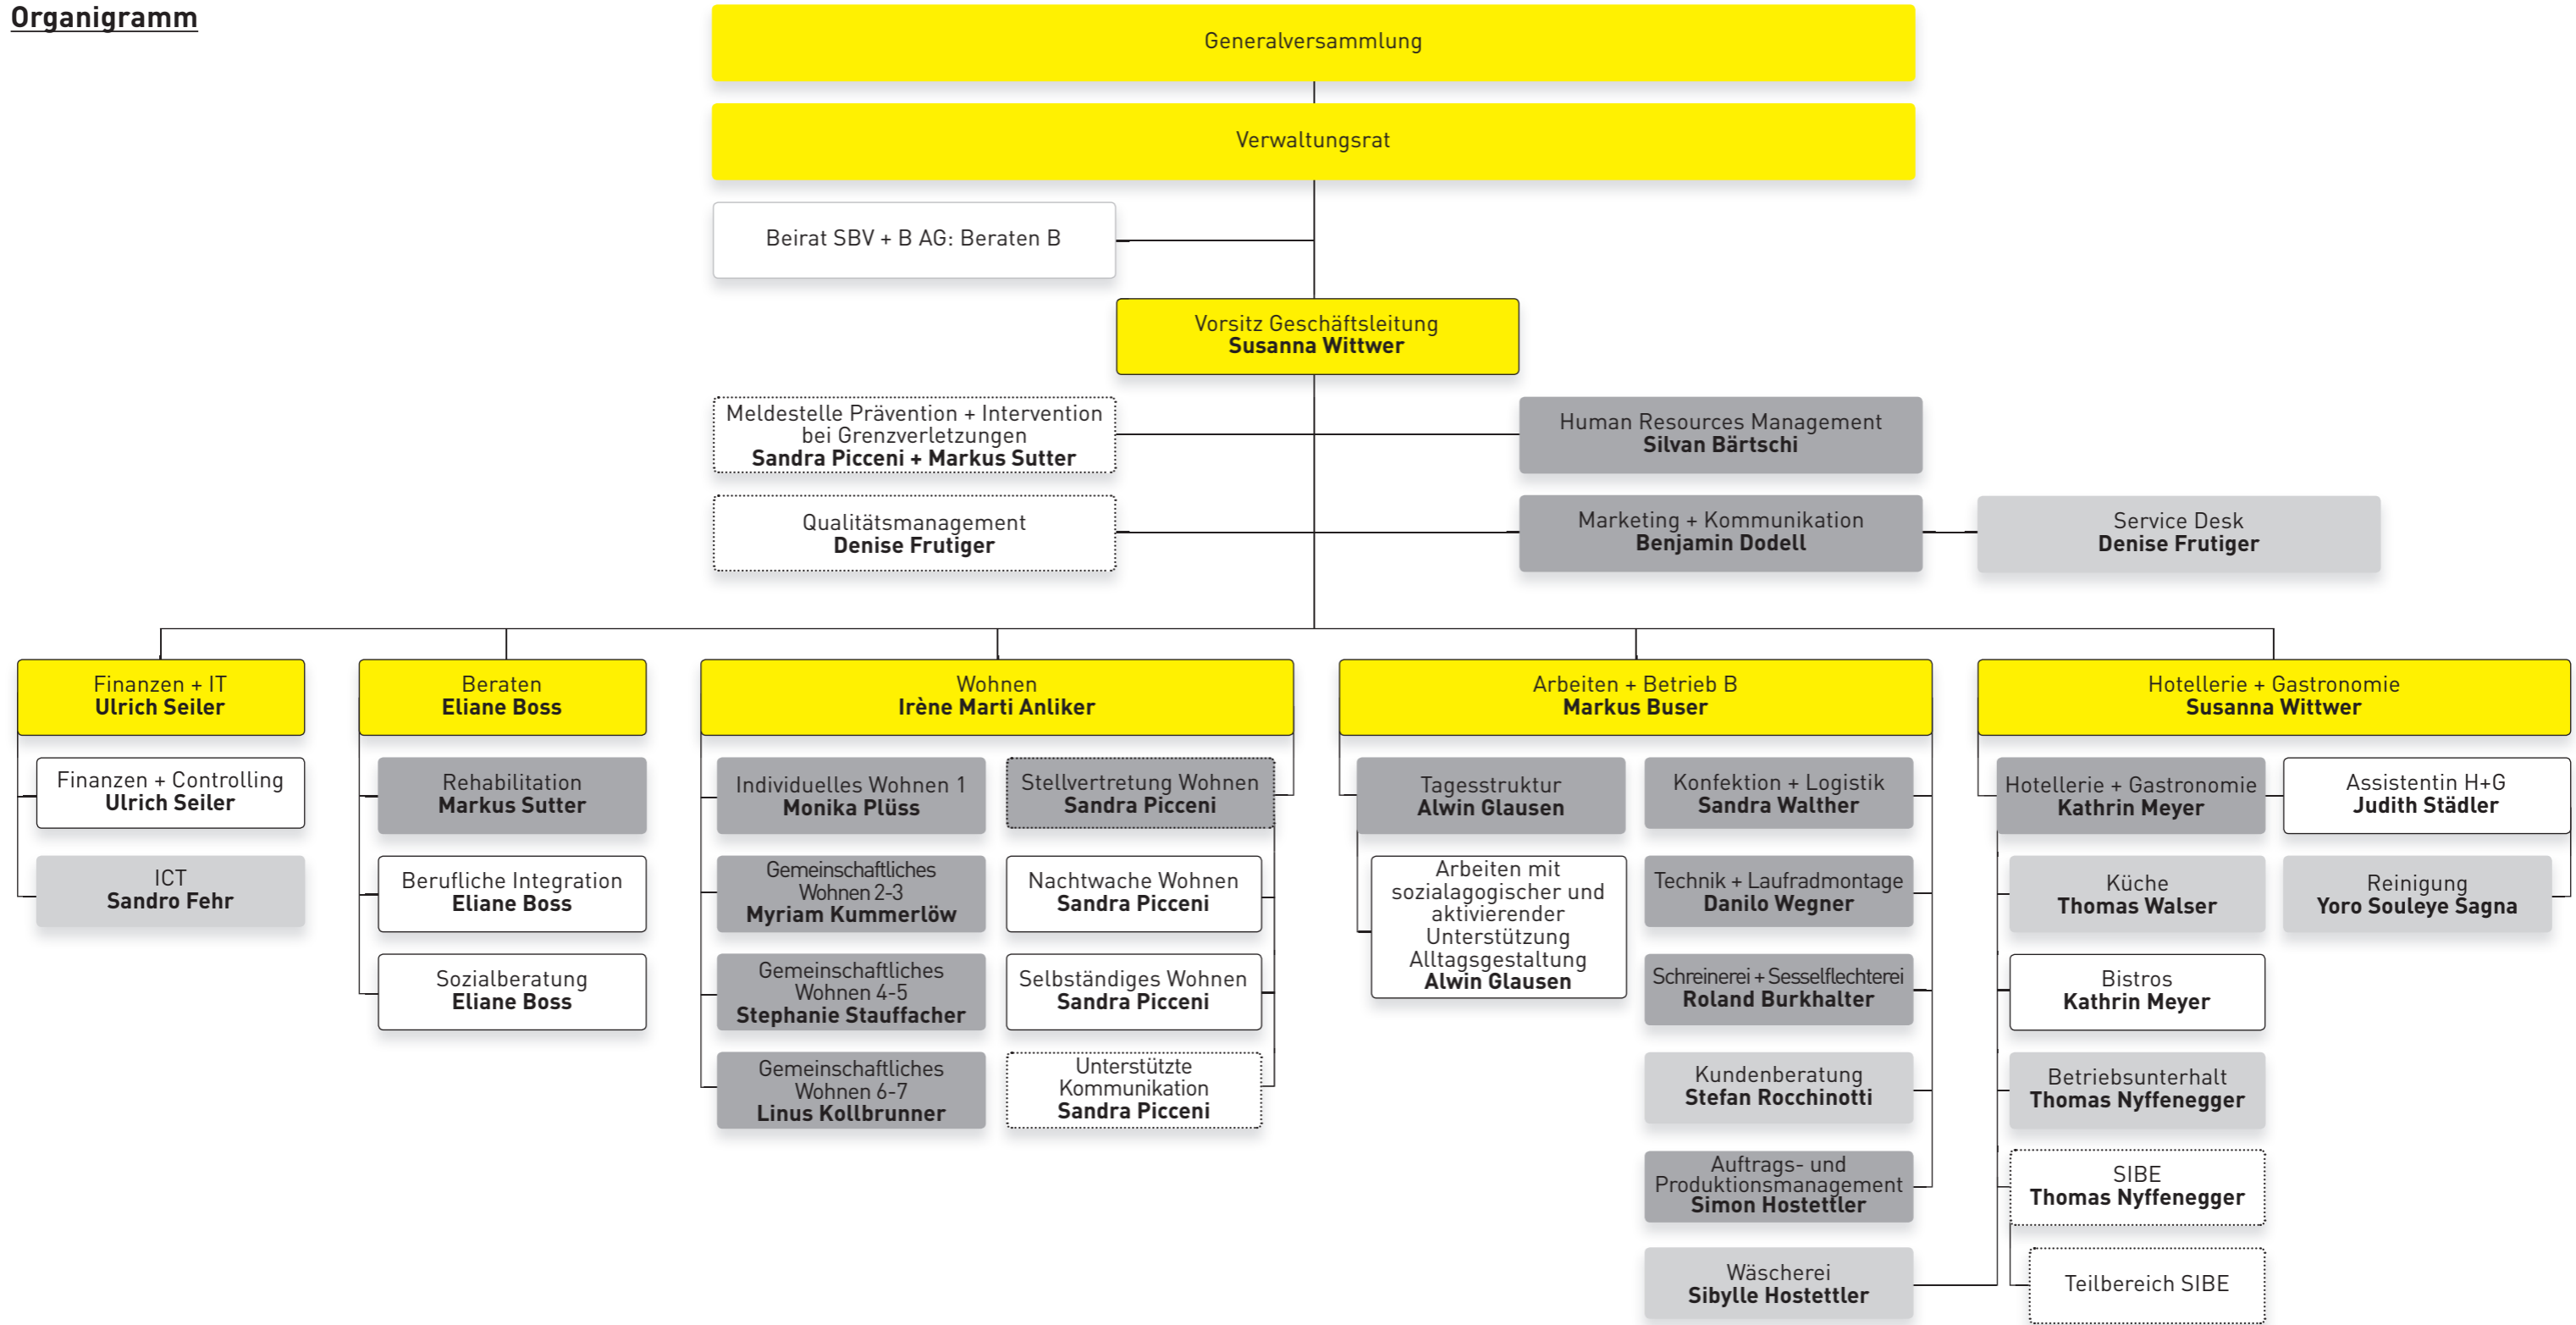 Organigramm
Generalversammlung
Verwaltungsrat
Beirat SBV + B AG: Beraten B
Vorsitz Geschäftsleitung
Susanna Wittwer
Meldestelle Prävention + Intervention
bei Grenzverletzungen
Sandra Picceni + Markus Sutter
Human Resources Management
Silvan Bärtschi
Qualitätsmanagement
Denise Frutiger
Marketing + Kommunikation
Benjamin Dodell
Service Desk
Denise Frutiger
Finanzen + IT
Ulrich Seiler
Finanzen + Controlling
Ulrich Seiler
ICT
Sandro Fehr
Beraten
Eliane Boss
Rehabilitation
Markus Sutter
Berufliche Integration
Eliane Boss
Sozialberatung
Eliane Boss
Wohnen
Irène Marti Anliker
Individuelles Wohnen 1
Monika Plüss
Gemeinschaftliches
Wohnen 2-3
Myriam Kummerlöw
Gemeinschaftliches
Wohnen 4-5
Stephanie Stauffacher
Gemeinschaftliches
Wohnen 6-7
Linus Kollbrunner
Stellvertretung Wohnen
Sandra Picceni
Nachtwache Wohnen
Sandra Picceni
Selbständiges Wohnen
Sandra Picceni
Unterstützte
Kommunikation
Sandra Picceni
Arbeiten + Betrieb B
Markus Buser
Tagesstruktur
Alwin Glausen
Arbeiten mit
sozialagogischer und
aktivierender
Unterstützung
Alltagsgestaltung
Alwin Glausen
Konfektion + Logistik
Sandra Walther
Technik + Laufradmontage
Danilo Wegner
Schreinerei + Sesselflechterei
Roland Burkhalter
Kundenberatung
Stefan Rocchinotti
Auftrags- und
Produktionsmanagement
Simon Hostettler
Wäscherei
Sibylle Hostettler
Hotellerie + Gastronomie
Susanna Wittwer
Hotellerie + Gastronomie
Kathrin Meyer
Assistentin H+G
Judith Städler
Küche
Thomas Walser
Reinigung
Yoro Souleye Sagna
Bistros
Kathrin Meyer
Betriebsunterhalt
Thomas Nyffenegger
SIBE
Thomas Nyffenegger
Teilbereich SIBE